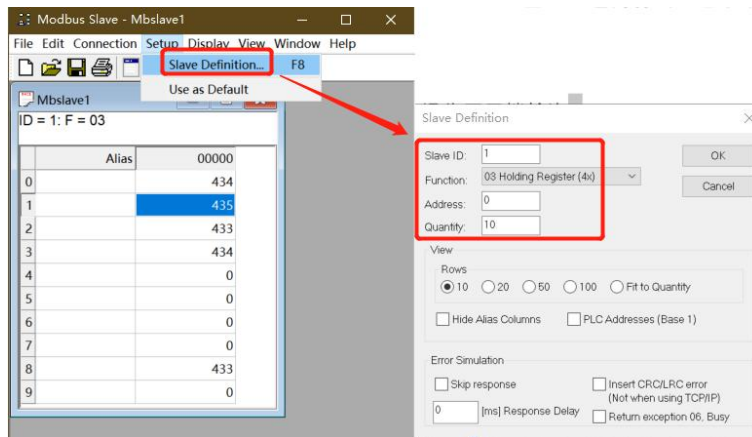 Modbus Slave - Mbslave1
File Edit Connection Setup Display View Window Help
Slave Definition... F8
Use as Default
Mbslave1
ID = 1: F = 03
Alias 00000
0 434
1 435
2 433
3 434
4 0
5 0
6 0
7 0
8 433
9 0
Slave Definition
Slave ID: 1
OK
Function: 03 Holding Register (4x)
Cancel
Address: 0
Quantity: 10
View
Rows
10 20 50 100 Fit to Quantity
Hide Alias Columns PLC Addresses (Base 1)
Error Simulation
Skip response
Insert CRC/LRC error
(Not when using TCP/IP)
0 [ms] Response Delay
Return exception 06, Busy